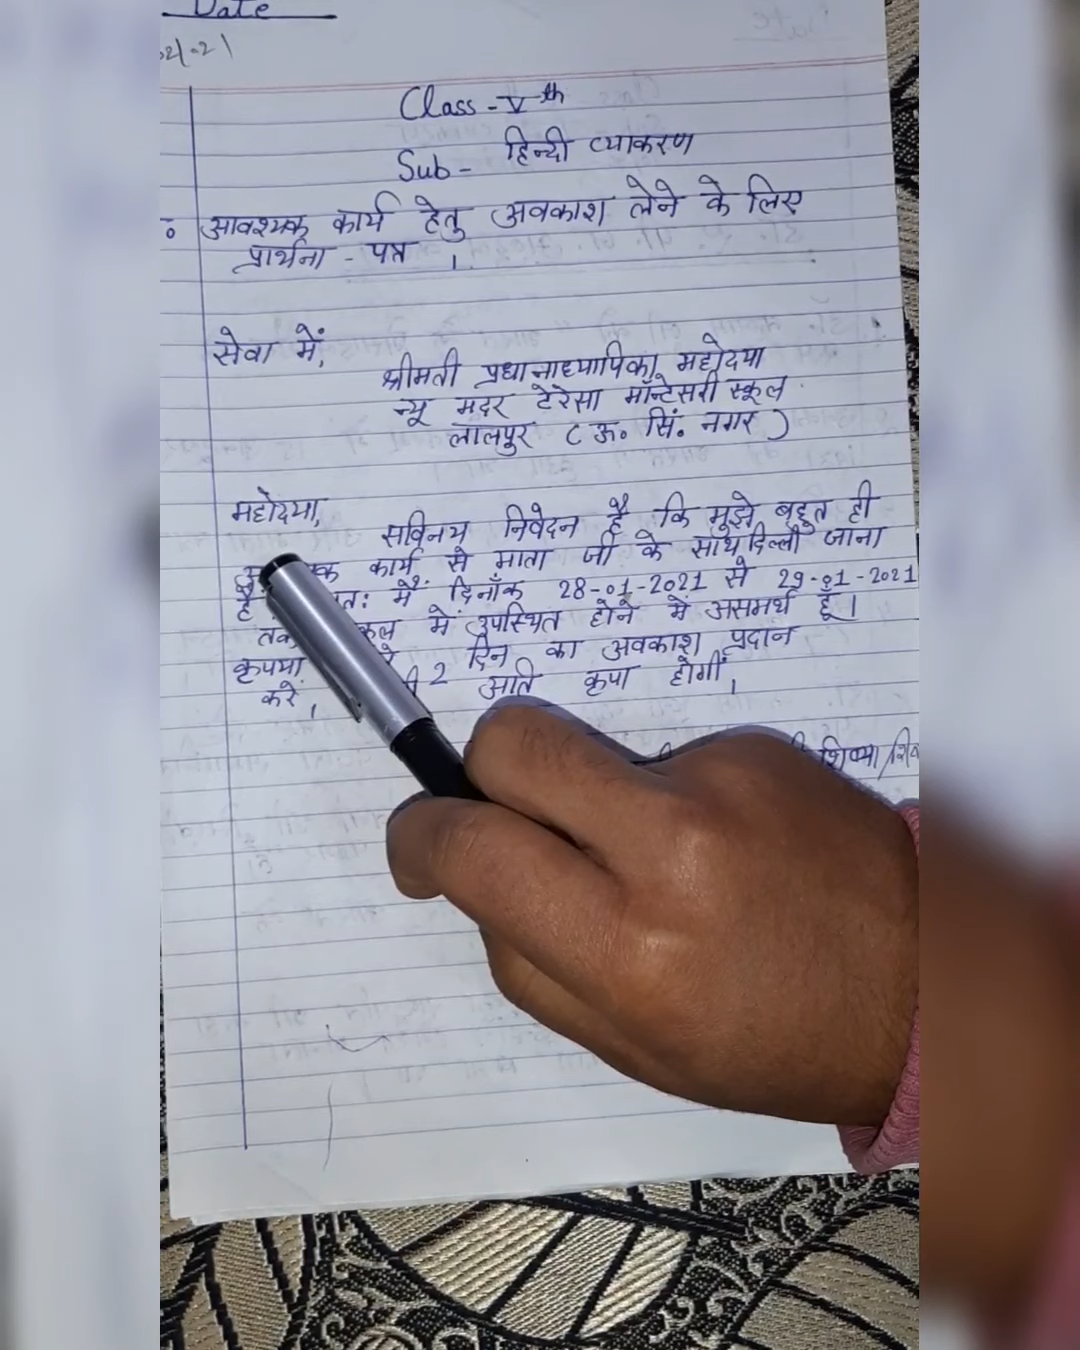 Date
Class - Vth
Sub - हिन्दी व्याकरण
आवश्यक कार्य हेतु अवकाश लेने के लिए
प्रार्थना - पत्र ।
सेवा में,
श्रीमती प्रधानाध्यापिका महोदया
न्यू मदर टेरेसा मॉन्टेसरी स्कूल
लालपुर ( ऊ॰ सिं॰ नगर )
महोदया,
सविनय निवेदन है कि मुझे बहुत ही
कार्य से माता जी के साथ दिल्ली जाना
है मैं दिनाँक 28-01-2021 से 29-01-2021
में उपस्थित होने में असमर्थ हूँ।
कृपया दिन का अवकाश प्रदान
करें । 2 अति कृपा होगीं ।
शिष्या/